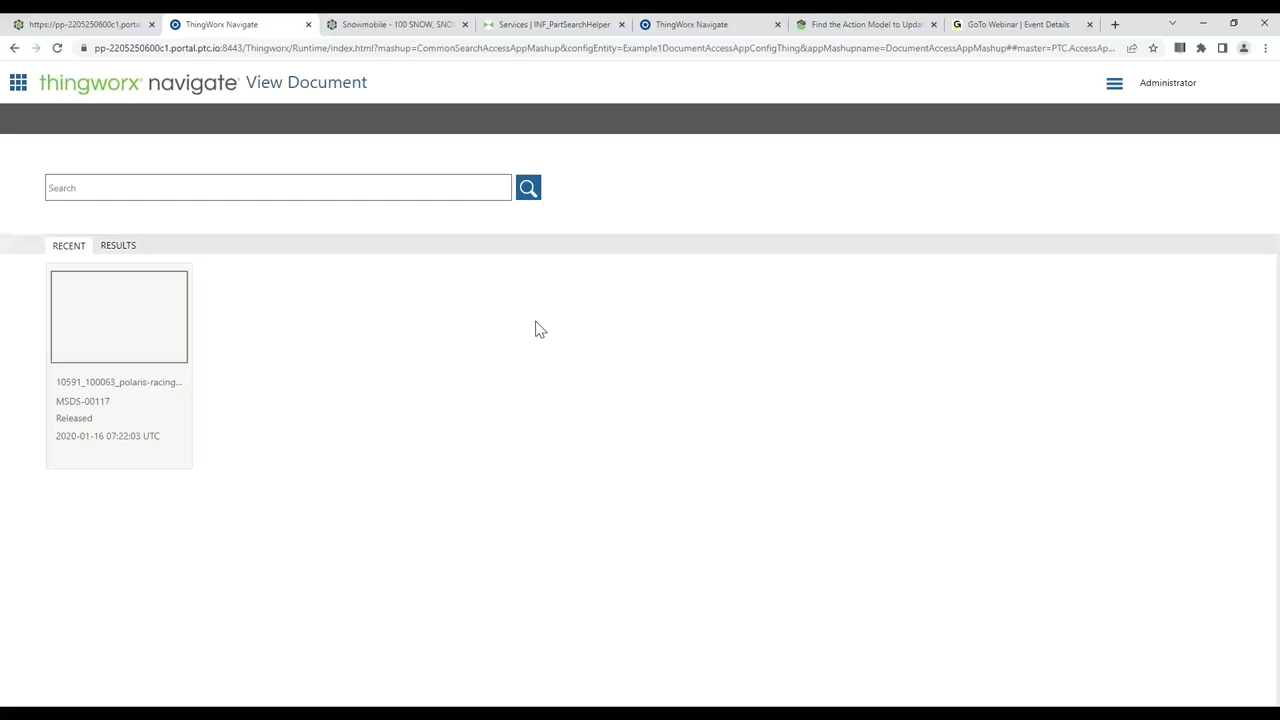 https://pp-2205250600c1.portal.
ThingWorx Navigate
Snowmobile - 100 SNOW, SNO
Services | INF_PartSearchHelper
ThingWorx Navigate
Find the Action Model to Updat
GoTo Webinar | Event Details
pp-2205250600c1.portal.ptc.io:8443/Thingworx/Runtime/index.html?mashup=CommonSearchAccessAppMashup&configEntity=Example1DocumentAccessAppConfigThing&appMashupname=DocumentAccessAppMashup##master=PTC.AccessAp...
thingworx navigate View Document
Administrator
Search
RECENT RESULTS
10591_100063_polaris-racing...
MSDS-00117
Released
2020-01-16 07:22:03 UTC